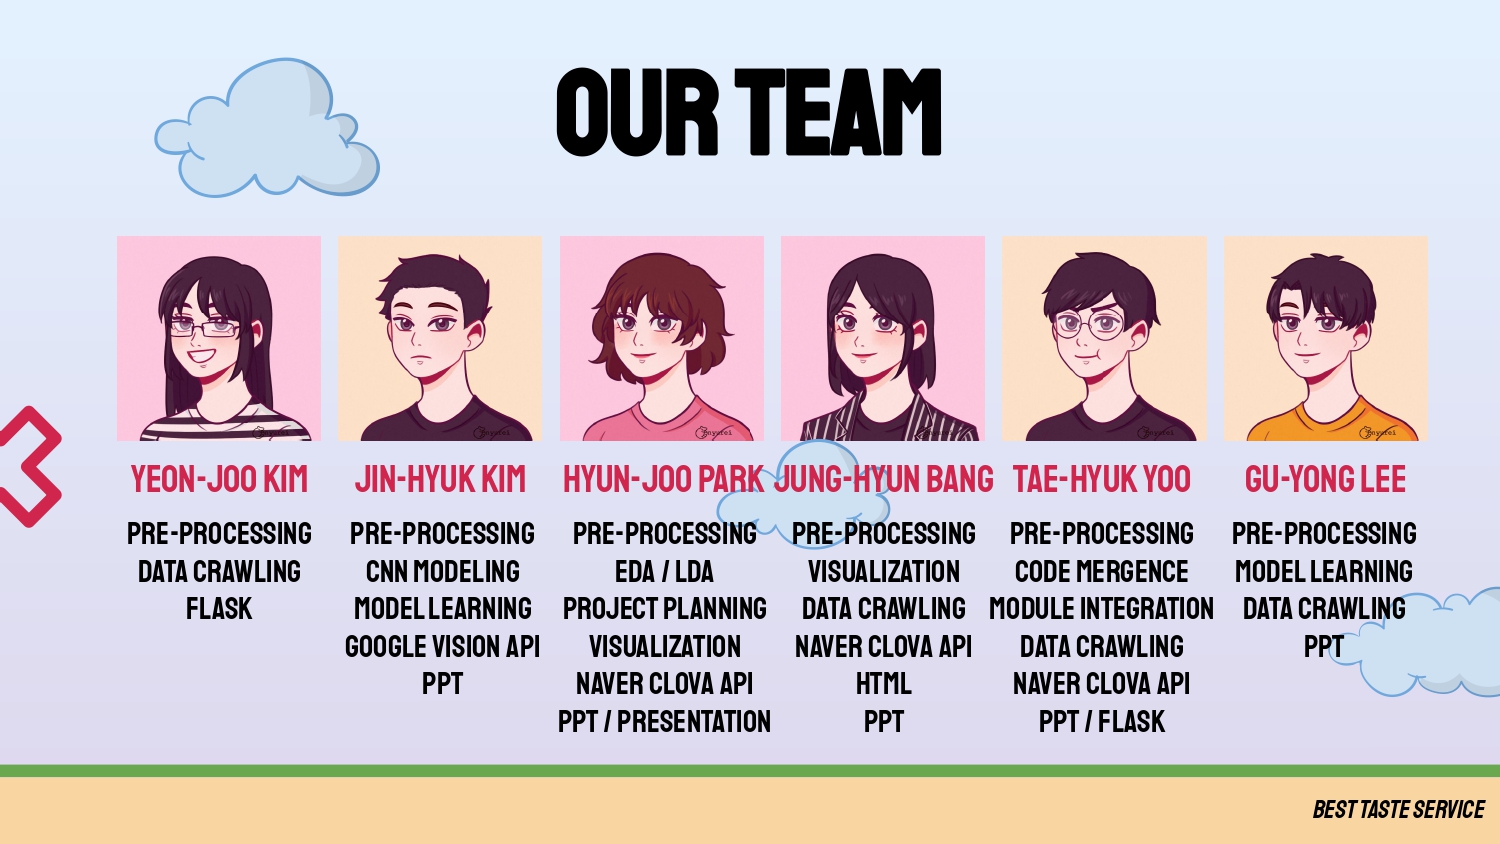 OUR TEAM
YEON-JOO KIM
PRE-PROCESSING
DATA CRAWLING
FLASK
JIN-HYUK KIM
PRE-PROCESSING
CNN MODELING
MODEL LEARNING
GOOGLE VISION API
PPT
HYUN-JOO PARK
PRE-PROCESSING
EDA / LDA
PROJECT PLANNING
VISUALIZATION
NAVER CLOVA API
PPT / PRESENTATION
JUNG-HYUN BANG
PRE-PROCESSING
VISUALIZATION
DATA CRAWLING
NAVER CLOVA API
HTML
PPT
TAE-HYUK YOO
PRE-PROCESSING
CODE MERGENCE
MODULE INTEGRATION
DATA CRAWLING
NAVER CLOVA API
PPT / FLASK
GU-YONG LEE
PRE-PROCESSING
MODEL LEARNING
DATA CRAWLING
PPT
BEST TASTE SERVICE